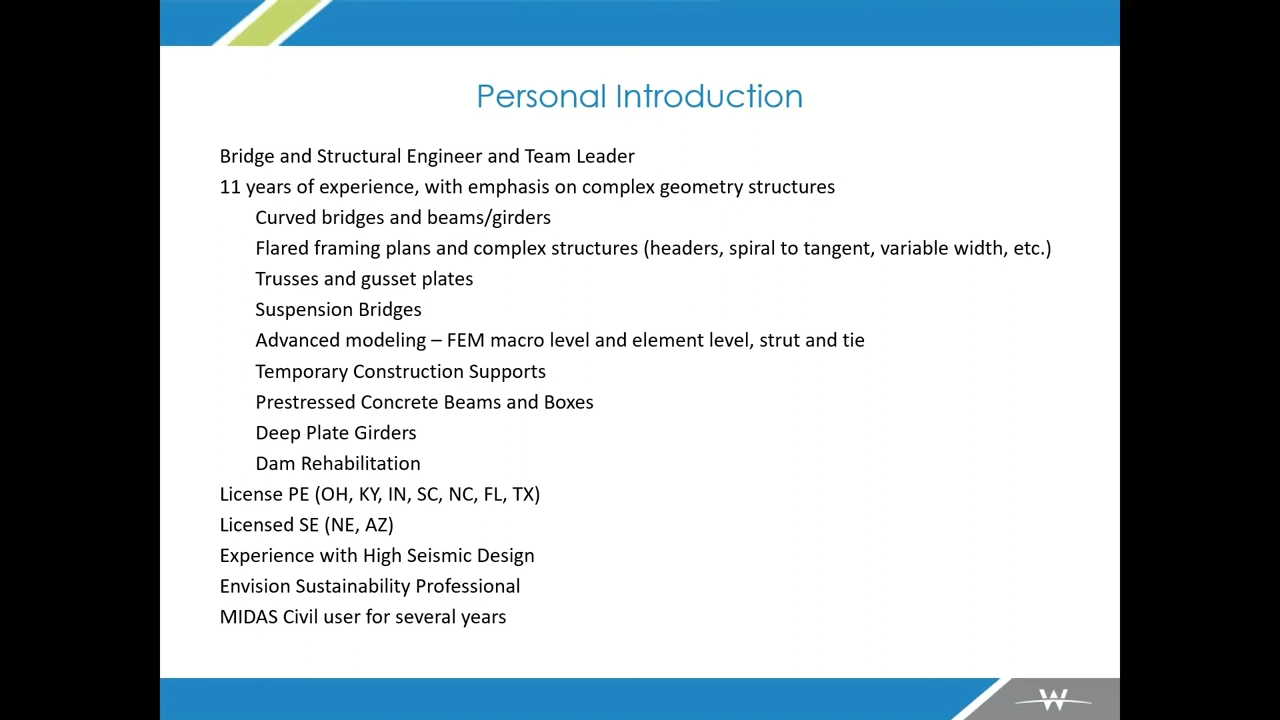 Personal Introduction
Bridge and Structural Engineer and Team Leader
11 years of experience, with emphasis on complex geometry structures
Curved bridges and beams/girders
Flared framing plans and complex structures (headers, spiral to tangent, variable width, etc.)
Trusses and gusset plates
Suspension Bridges
Advanced modeling – FEM macro level and element level, strut and tie
Temporary Construction Supports
Prestressed Concrete Beams and Boxes
Deep Plate Girders
Dam Rehabilitation
License PE (OH, KY, IN, SC, NC, FL, TX)
Licensed SE (NE, AZ)
Experience with High Seismic Design
Envision Sustainability Professional
MIDAS Civil user for several years
W